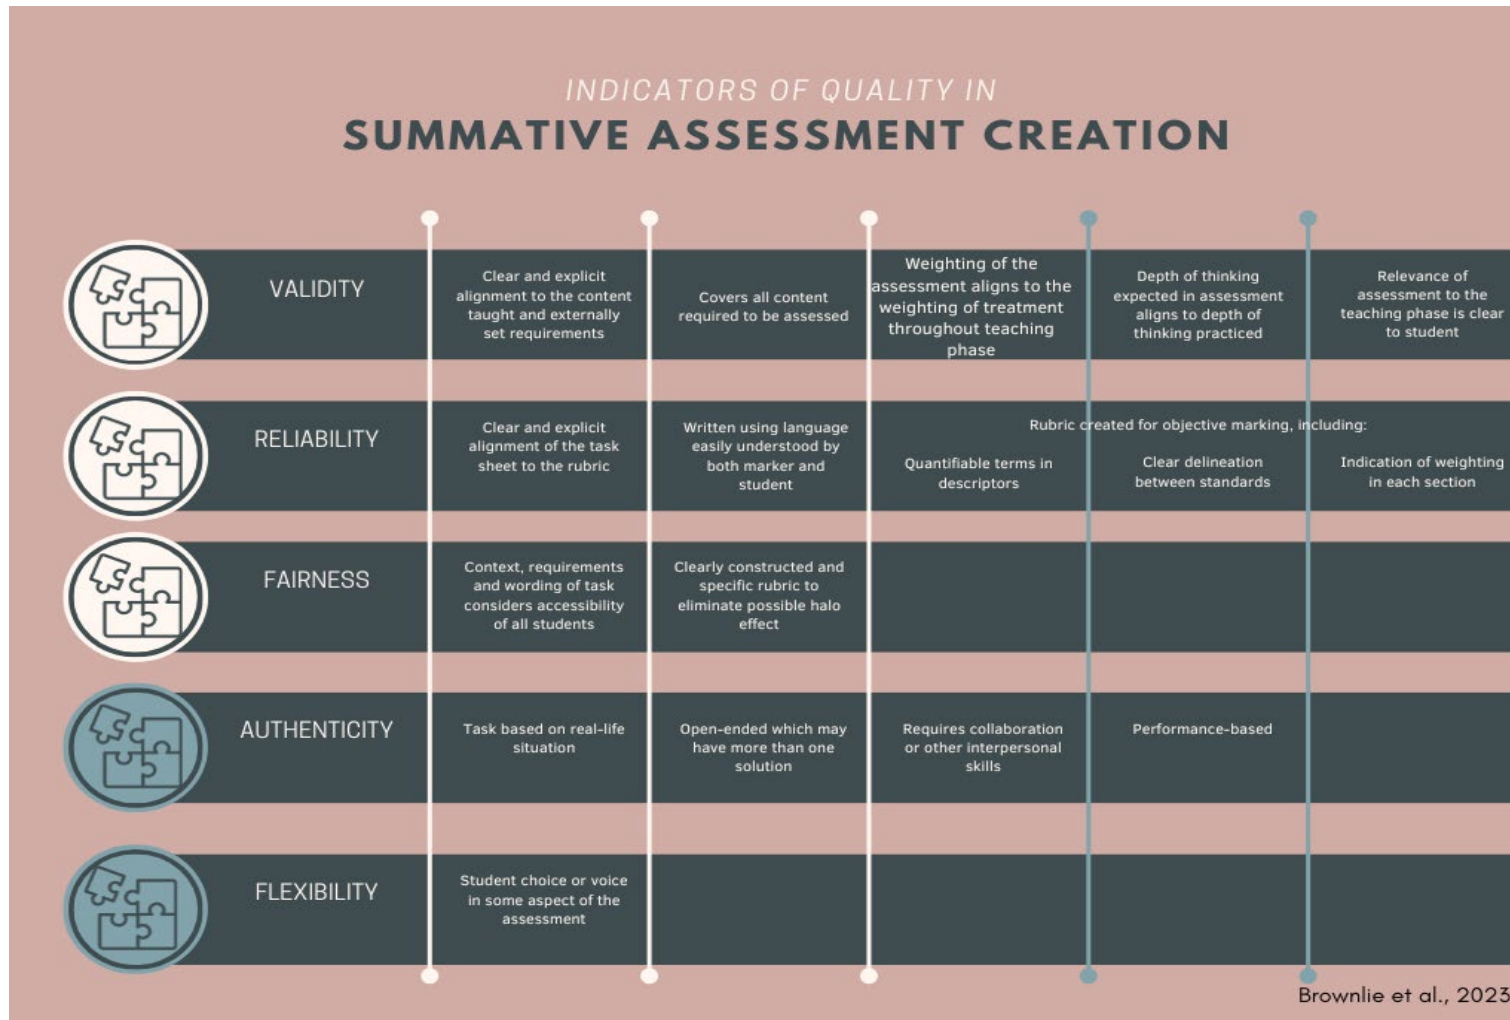 INDICATORS OF QUALITY IN
SUMMATIVE ASSESSMENT CREATION
VALIDITY
Clear and explicit
alignment to the content
taught and externally
set requirements
Covers all content
required to be assessed
Weighting of the
assessment aligns to the
weighting of treatment
throughout teaching
phase
Depth of thinking
expected in assessment
aligns to depth of
thinking practiced
Relevance of
assessment to the
teaching phase is clear
to student
RELIABILITY
Clear and explicit
alignment of the task
sheet to the rubric
Written using language
easily understood by
both marker and
student
Rubric created for objective marking, including:
Quantifiable terms in
descriptors
Clear delineation
between standards
Indication of weighting
in each section
FAIRNESS
Context, requirements
and wording of task
considers accessibility
of all students
Clearly constructed and
specific rubric to
eliminate possible halo
effect
AUTHENTICITY
Task based on real-life
situation
Open-ended which may
have more than one
solution
Requires collaboration
or other interpersonal
skills
Performance-based
FLEXIBILITY
Student choice or voice
in some aspect of the
assessment
Brownlie et al., 2023